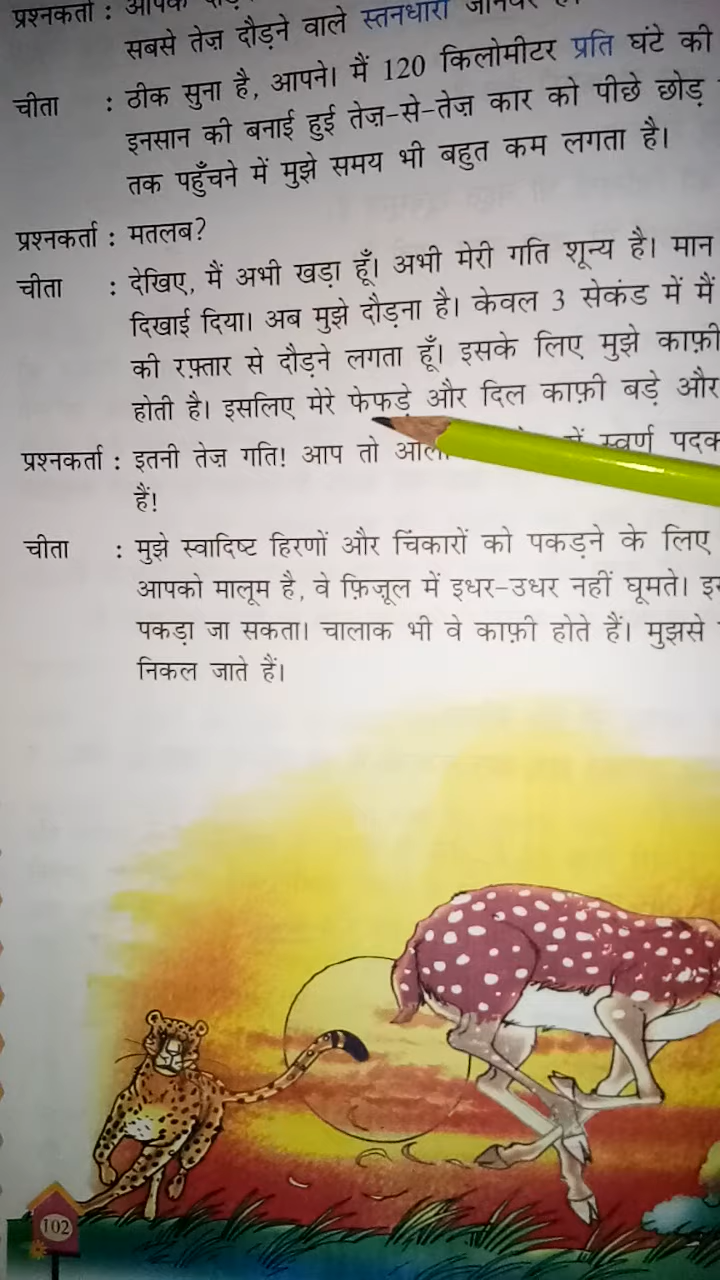 प्रश्नकर्ता : आपके
सबसे तेज़ दौड़ने वाले स्तनधारी जानवर
चीता : ठीक सुना है, आपने। मैं 120 किलोमीटर प्रति घंटे की
इनसान की बनाई हुई तेज़-से-तेज़ कार को पीछे छोड़
तक पहुँचने में मुझे समय भी बहुत कम लगता है।
प्रश्नकर्ता : मतलब?
चीता : देखिए, मैं अभी खड़ा हूँ। अभी मेरी गति शून्य है। मान
दिखाई दिया। अब मुझे दौड़ना है। केवल 3 सेकंड में मैं
की रफ़्तार से दौड़ने लगता हूँ। इसके लिए मुझे काफ़ी
होती है। इसलिए मेरे फेफड़े और दिल काफ़ी बड़े और
प्रश्नकर्ता : इतनी तेज़ गति! आप तो में स्वर्ण पदक
हैं!
चीता : मुझे स्वादिष्ट हिरणों और चिंकारों को पकड़ने के लिए
आपको मालूम है, वे फ़िज़ूल में इधर-उधर नहीं घूमते।
पकड़ा जा सकता। चालाक भी वे काफ़ी होते हैं। मुझसे
निकल जाते हैं।
102